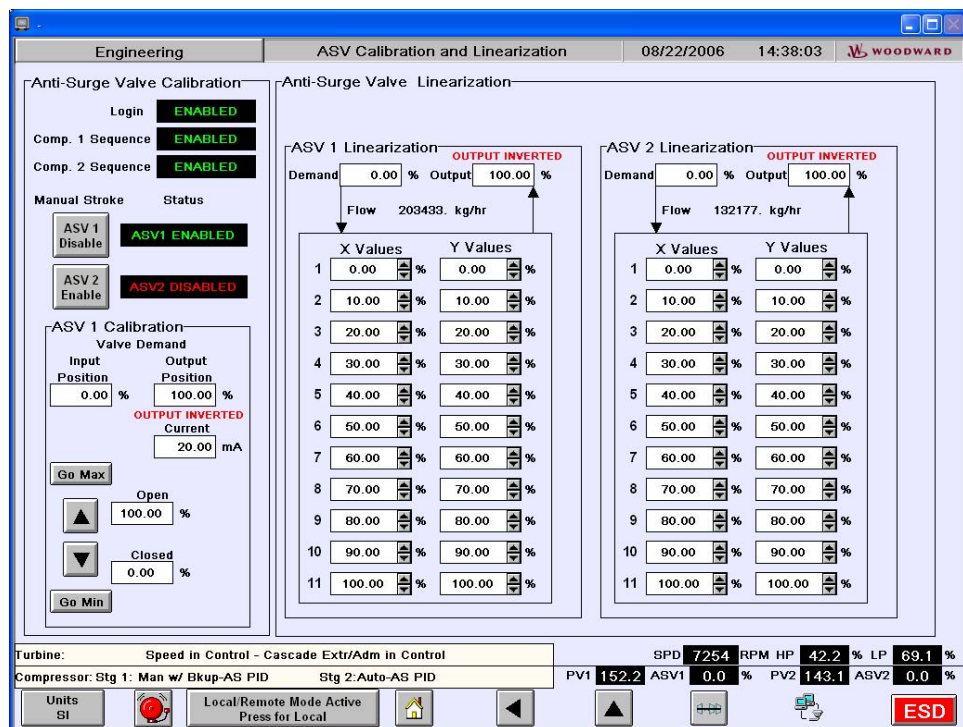 -
Engineering ASV Calibration and Linearization 08/22/2006 14:38:03 WOODWARD
Anti-Surge Valve Calibration
Login ENABLED
Comp. 1 Sequence ENABLED
Comp. 2 Sequence ENABLED
Manual Stroke Status
ASV 1
Disable
ASV1 ENABLED
ASV 2
Enable
ASV2 DISABLED
ASV 1 Calibration
Valve Demand
Input Output
Position Position
0.00 % 100.00 %
OUTPUT INVERTED
Current
20.00 mA
Go Max
Open
100.00 %
Closed
0.00 %
Go Min
Anti-Surge Valve Linearization
ASV 1 Linearization
OUTPUT INVERTED
Demand 0.00 % Output 100.00 %
Flow 203433. kg/hr
X Values Y Values
1 0.00 % 0.00 %
2 10.00 % 10.00 %
3 20.00 % 20.00 %
4 30.00 % 30.00 %
5 40.00 % 40.00 %
6 50.00 % 50.00 %
7 60.00 % 60.00 %
8 70.00 % 70.00 %
9 80.00 % 80.00 %
10 90.00 % 90.00 %
11 100.00 % 100.00 %
ASV 2 Linearization
OUTPUT INVERTED
Demand 0.00 % Output 100.00 %
Flow 132177. kg/hr
X Values Y Values
1 0.00 % 0.00 %
2 10.00 % 10.00 %
3 20.00 % 20.00 %
4 30.00 % 30.00 %
5 40.00 % 40.00 %
6 50.00 % 50.00 %
7 60.00 % 60.00 %
8 70.00 % 70.00 %
9 80.00 % 80.00 %
10 90.00 % 90.00 %
11 100.00 % 100.00 %
Turbine: Speed in Control - Cascade Extr/Adm in Control SPD 7254 RPM HP 42.2 % LP 69.1 %
Compressor: Stg 1: Man w/ Bkup-AS PID Stg 2:Auto-AS PID PV1 152.2 ASV1 0.0 % PV2 143.1 ASV2 0.0 %
Units
SI
Local/Remote Mode Active
Press for Local
ESD